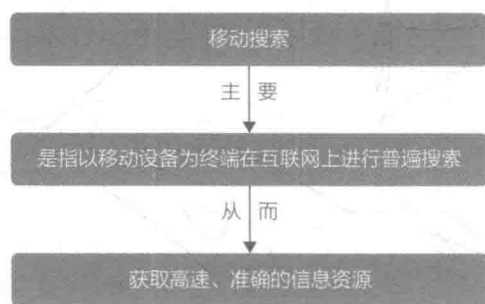 移动搜索
主要
是指以移动设备为终端在互联网上进行普遍搜索
从而
获取高速、准确的信息资源